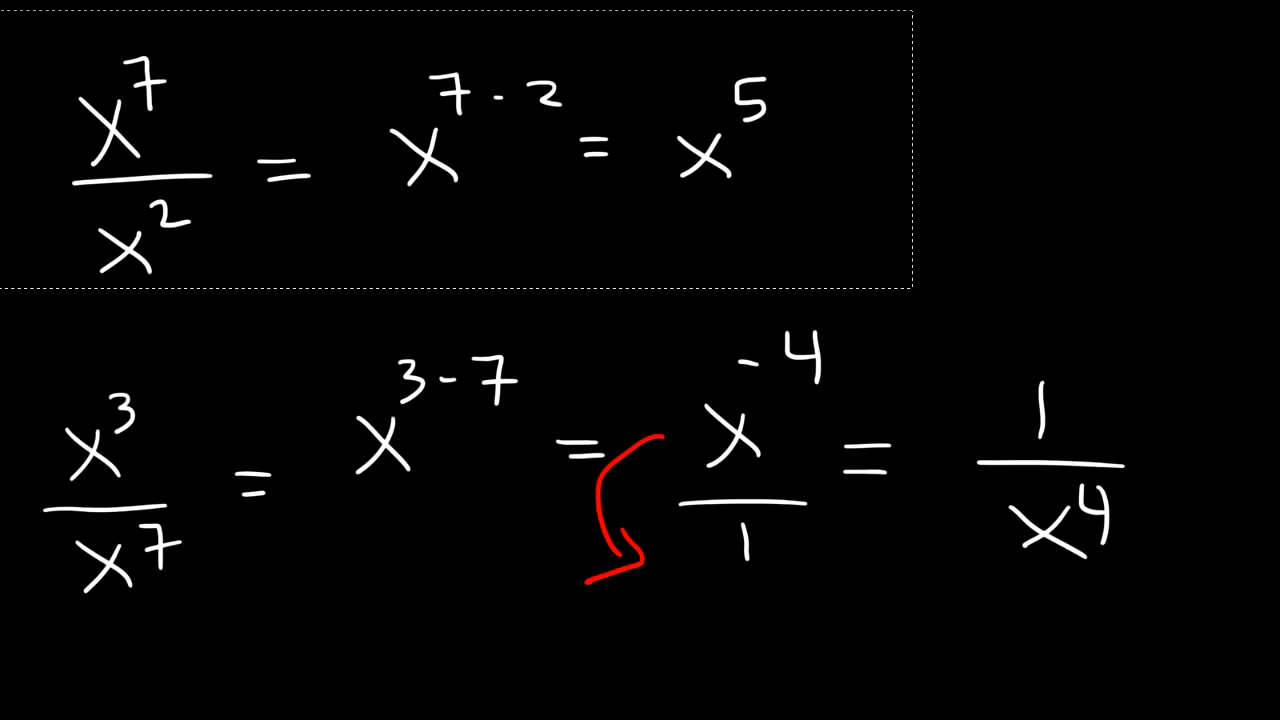 x^7/x^2 = x^{7-2} = x^5
x^3/x^7 = x^{3-7} = x^{-4}/1 = 1/x^4